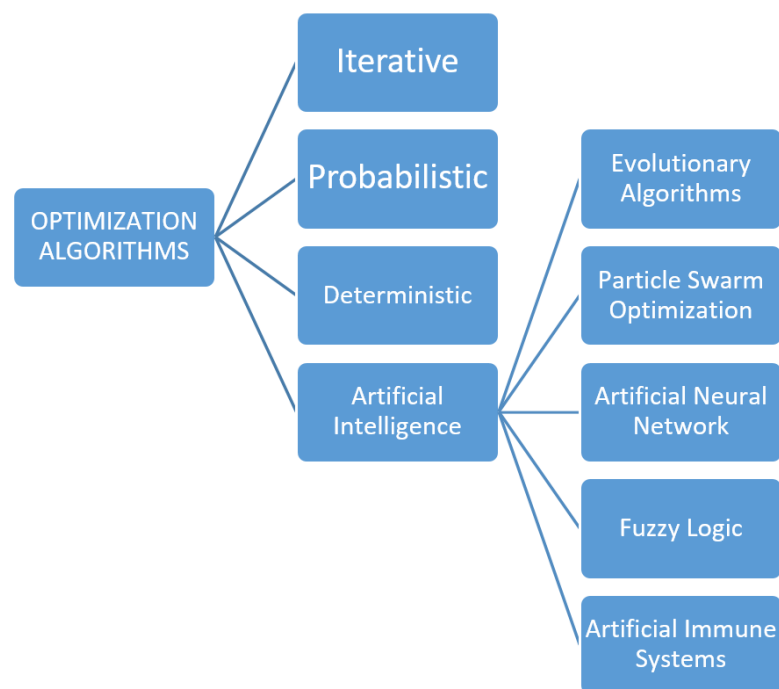 OPTIMIZATION
ALGORITHMS
Iterative
Probabilistic
Deterministic
Artificial
Intelligence
Evolutionary
Algorithms
Particle Swarm
Optimization
Artificial Neural
Network
Fuzzy Logic
Artificial Immune
Systems